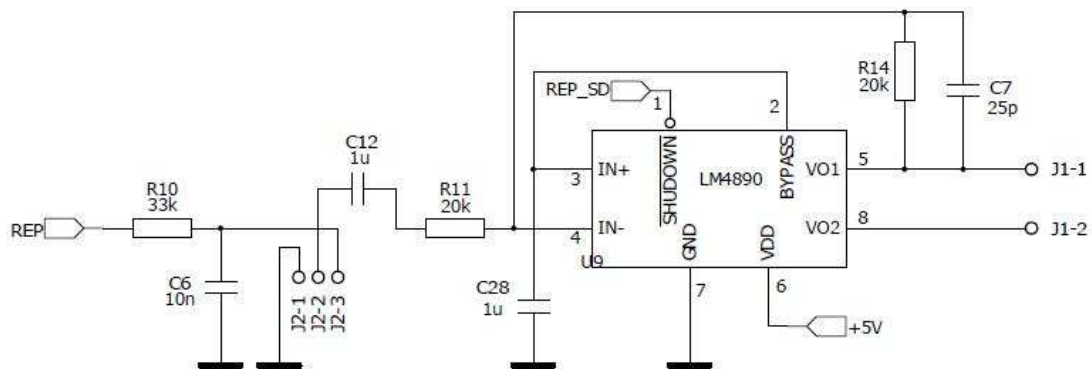 R14
20k
C7
25p
REP_SD
1
2
C12
1u
R10
33k
R11
20k
REP
3
IN+
SHUDOWN
LM4890
BYPASS
VO1
5
J1-1
4
IN-
GND
VDD
VO2
8
J1-2
U9
C6
10n
J2-1
J2-2
J2-3
C28
1u
7
6
+5V